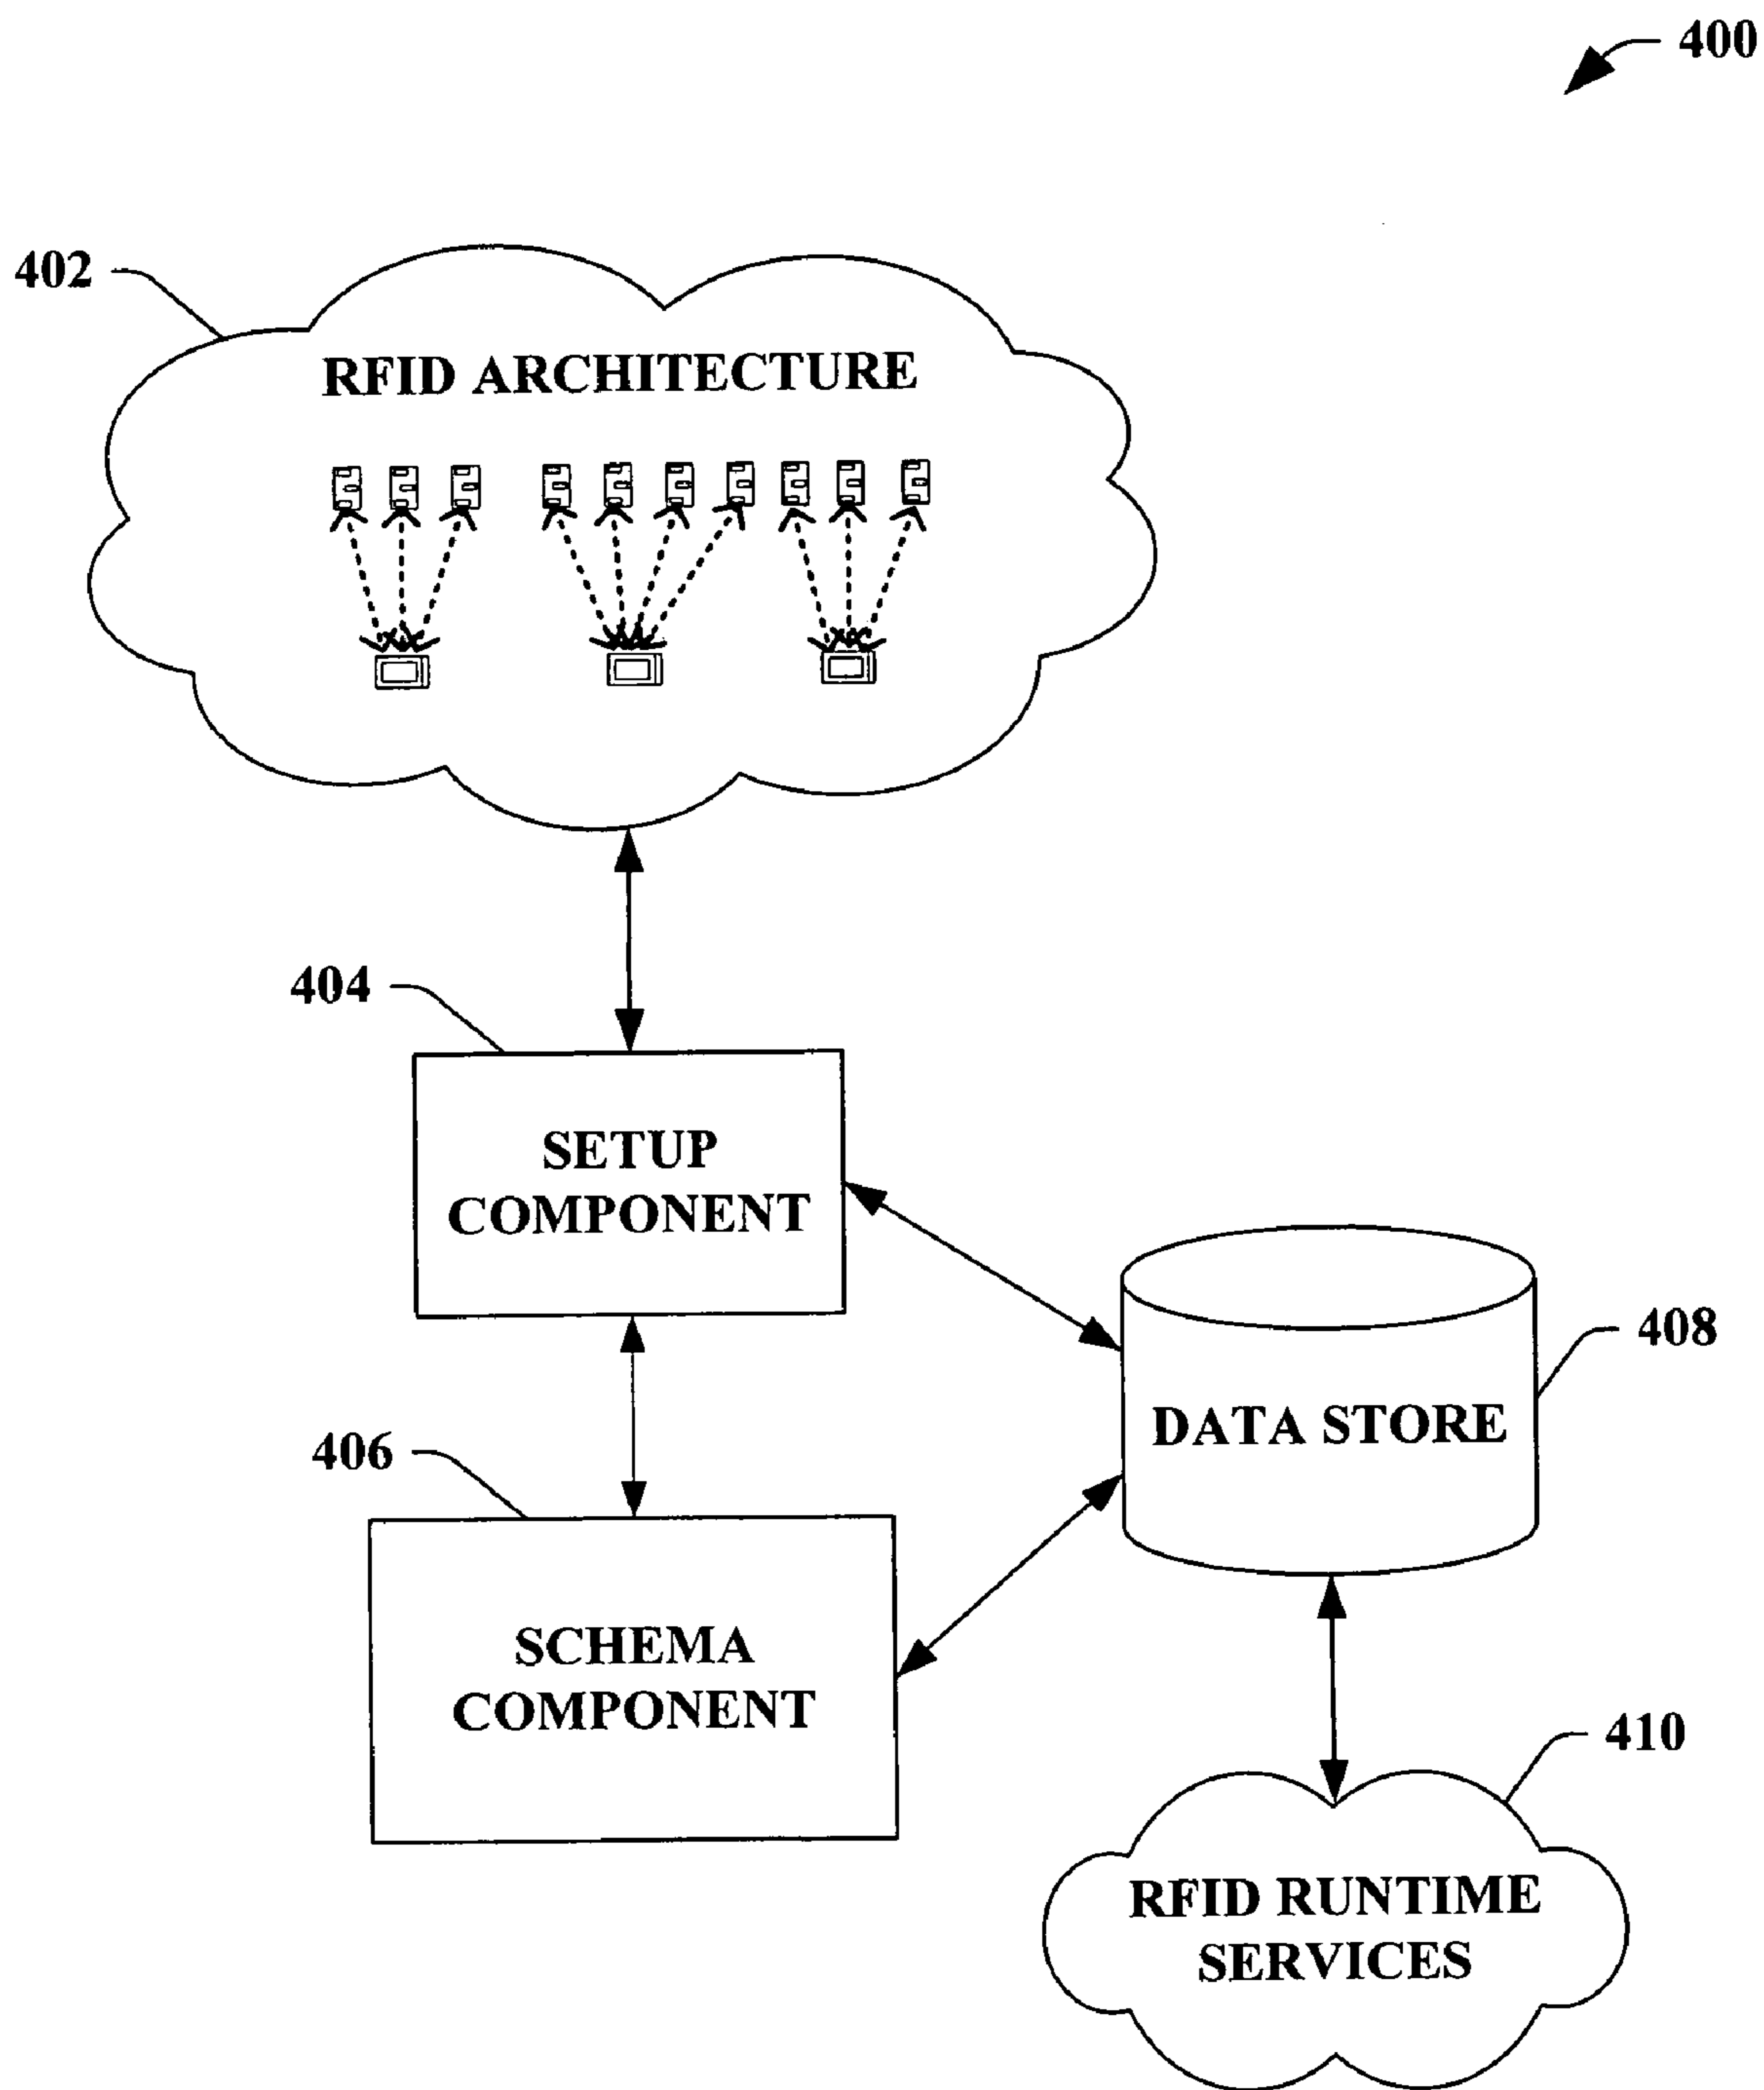 400
402
RFID ARCHITECTURE
404
SETUP
COMPONENT
408
DATA STORE
406
SCHEMA
COMPONENT
410
RFID RUNTIME
SERVICES